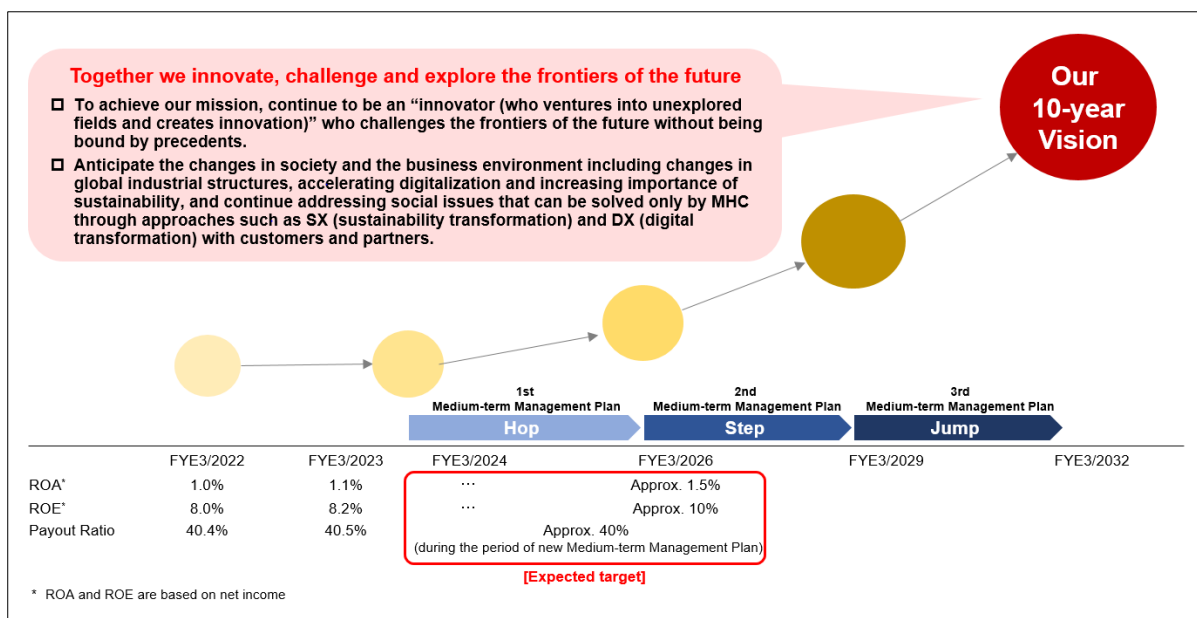 Together we innovate, challenge and explore the frontiers of the future
To achieve our mission, continue to be an “innovator (who ventures into unexplored
fields and creates innovation)” who challenges the frontiers of the future without being
bound by precedents.
Anticipate the changes in society and the business environment including changes in
global industrial structures, accelerating digitalization and increasing importance of
sustainability, and continue addressing social issues that can be solved only by MHC
through approaches such as SX (sustainability transformation) and DX (digital
transformation) with customers and partners.
Our
10-year
Vision
1st
Medium-term Management Plan
Hop
2nd
Medium-term Management Plan
Step
3rd
Medium-term Management Plan
Jump
FYE3/2022 FYE3/2023 FYE3/2024 FYE3/2026 FYE3/2029 FYE3/2032
ROA* 1.0% 1.1% … Approx. 1.5%
ROE* 8.0% 8.2% … Approx. 10%
Payout Ratio 40.4% 40.5% Approx. 40%
(during the period of new Medium-term Management Plan)
[Expected target]
* ROA and ROE are based on net income